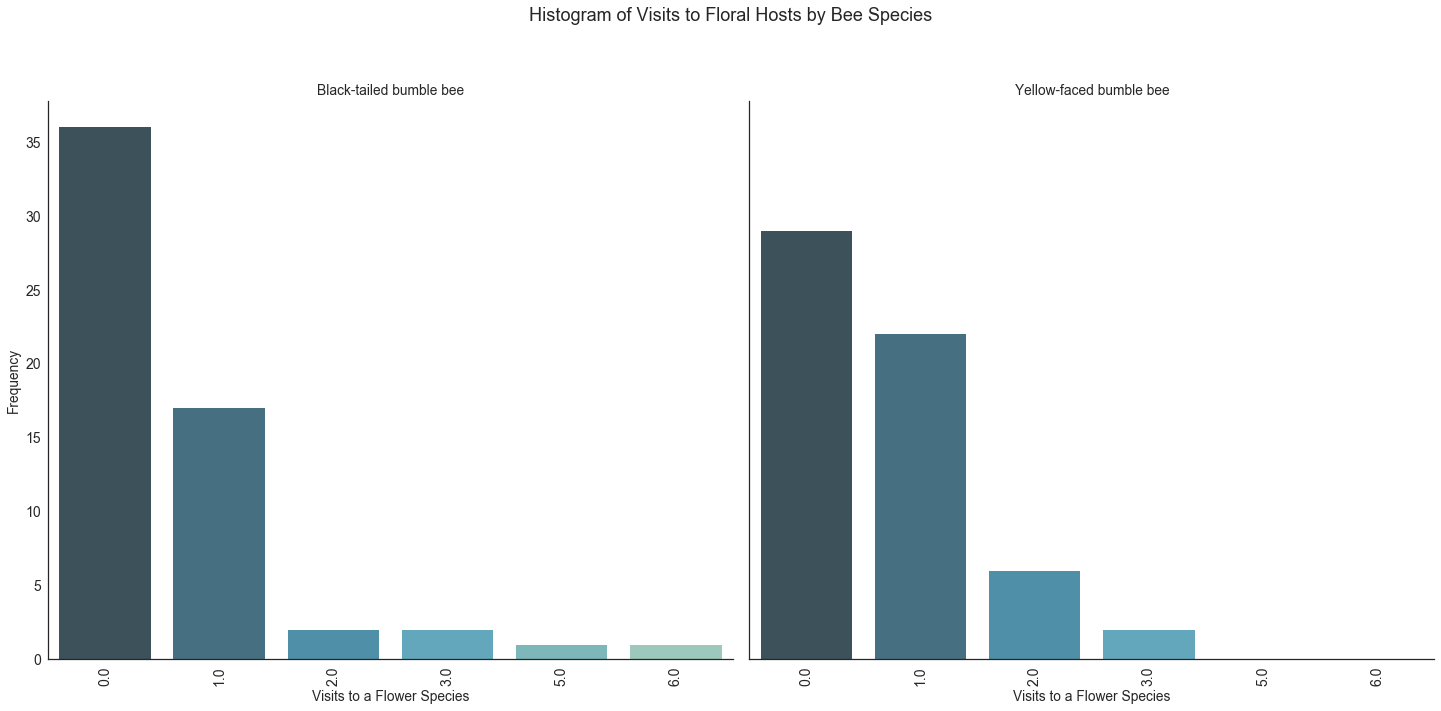 Histogram of Visits to Floral Hosts by Bee Species
Black-tailed bumble bee
Yellow-faced bumble bee
Frequency
35
30
25
20
15
10
5
0
0.0 1.0 2.0 3.0 5.0 6.0
0.0 1.0 2.0 3.0 5.0 6.0
Visits to a Flower Species
Visits to a Flower Species